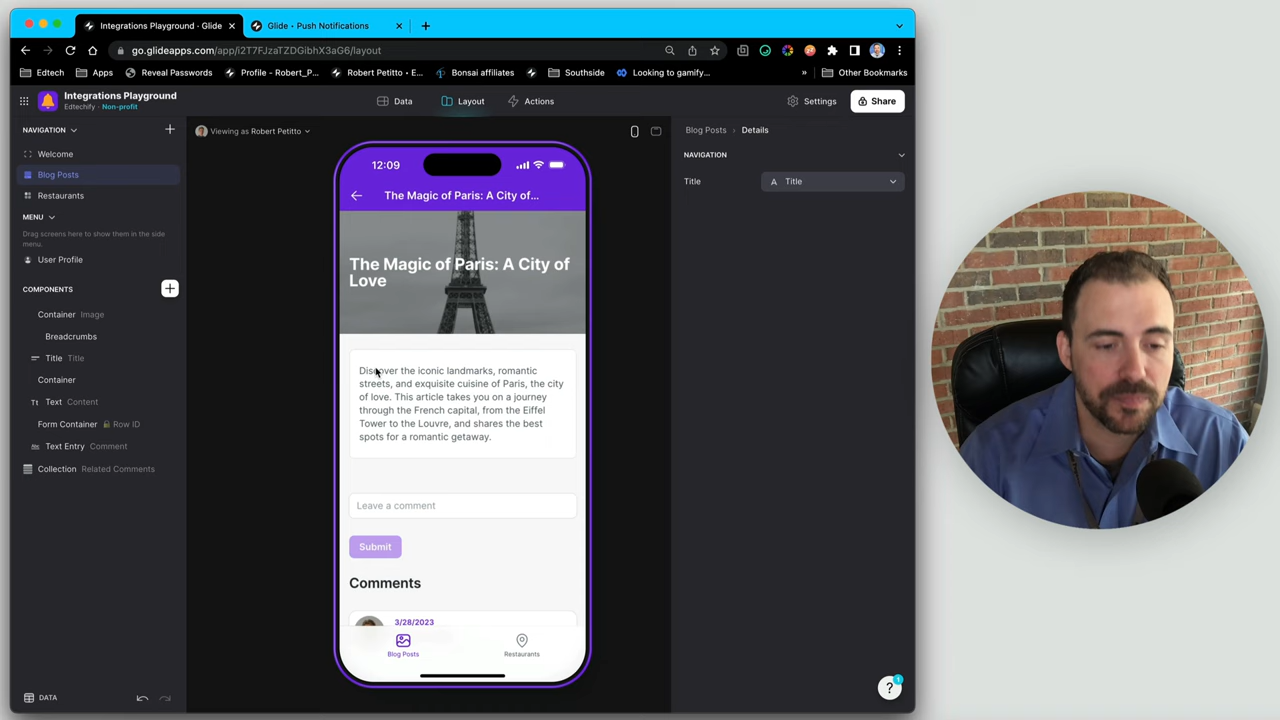 Integrations Playground · Glide
Glide • Push Notifications
go.glideapps.com/app/i2T7FJzaTZDGibhX3aG6/layout
Edtech
Apps
Reveal Passwords
Profile - Robert_P...
Robert Petitto • E...
Bonsai affiliates
Southside
Looking to gamify...
»
Other Bookmarks
Integrations Playground
Edtechify · Non-profit
Data
Layout
Actions
Settings
Share
NAVIGATION
Welcome
Blog Posts
Restaurants
MENU
Drag screens here to show them in the side
menu.
User Profile
COMPONENTS
Container Image
Breadcrumbs
Title Title
Container
Tt Text Content
Form Container Row ID
Text Entry Comment
Collection Related Comments
DATA
Viewing as Robert Petitto
12:09
The Magic of Paris: A City of...
The Magic of Paris: A City of
Love
Discover the iconic landmarks, romantic
streets, and exquisite cuisine of Paris, the city
of love. This article takes you on a journey
through the French capital, from the Eiffel
Tower to the Louvre, and shares the best
spots for a romantic getaway.
Leave a comment
Submit
Comments
3/28/2023
Blog Posts
Restaurants
Blog Posts › Details
NAVIGATION
Title
A Title
?
1